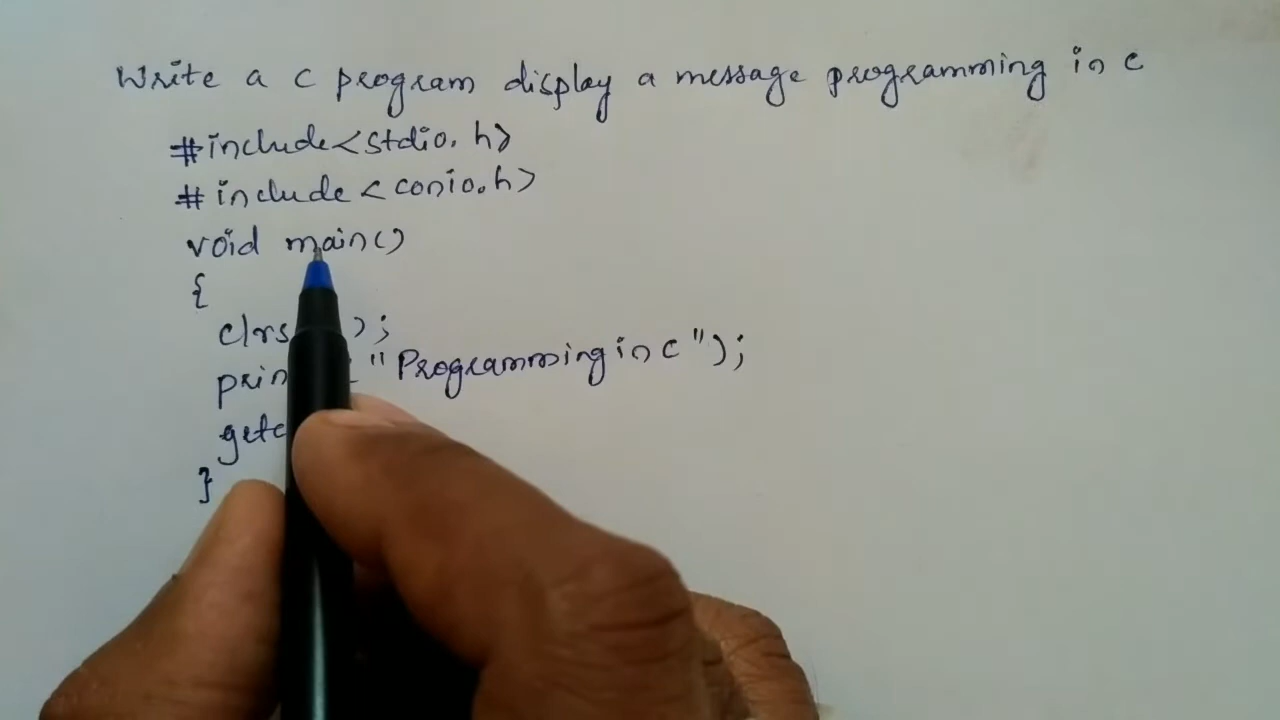 Write a c program display a message programming in c
#include<stdio.h>
#include<conio.h>
void main()
{
clrs );
prin "Programming in c");
getc
}